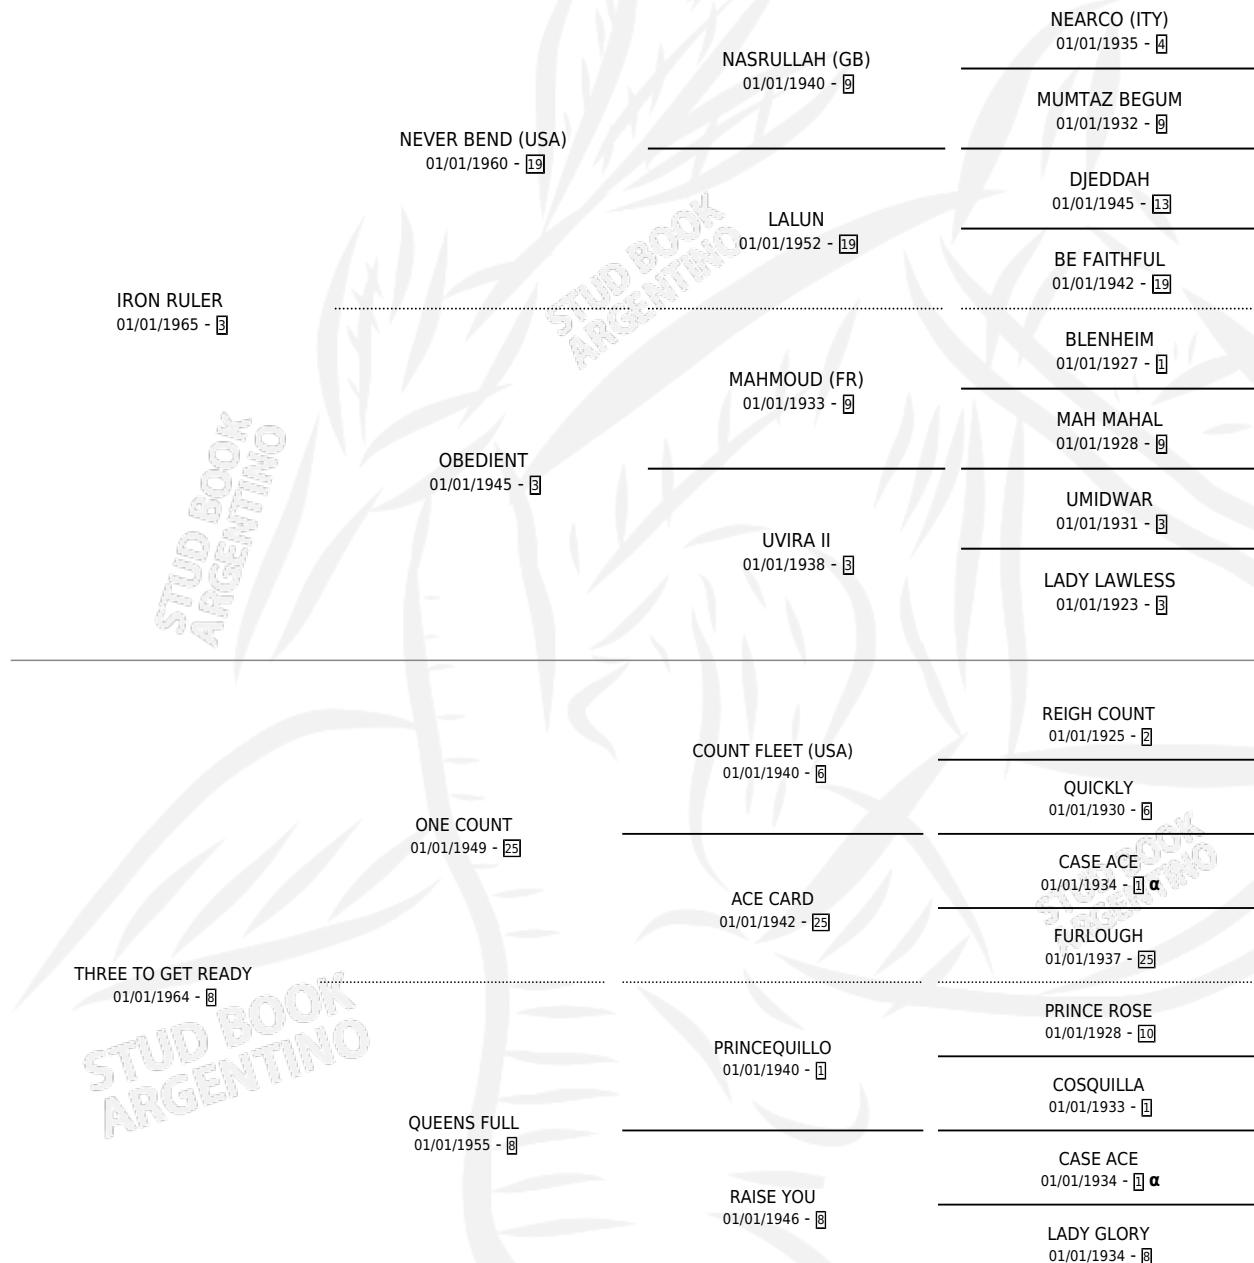 NEARCO (ITY)
01/01/1935 - 4
NASRULLAH (GB)
01/01/1940 - 9
MUMTAZ BEGUM
01/01/1932 - 9
NEVER BEND (USA)
01/01/1960 - 19
DJEDDAH
01/01/1945 - 13
LALUN
01/01/1952 - 19
BE FAITHFUL
01/01/1942 - 19
IRON RULER
01/01/1965 - 3
BLENHEIM
01/01/1927 - 1
MAHMOUD (FR)
01/01/1933 - 9
MAH MAHAL
01/01/1928 - 9
OBEDIENT
01/01/1945 - 3
UMIDWAR
01/01/1931 - 3
UVIRA II
01/01/1938 - 3
LADY LAWLESS
01/01/1923 - 3
REIGH COUNT
01/01/1925 - 2
COUNT FLEET (USA)
01/01/1940 - 6
QUICKLY
01/01/1930 - 6
ONE COUNT
01/01/1949 - 25
CASE ACE
01/01/1934 - 1 α
ACE CARD
01/01/1942 - 25
FURLOUGH
01/01/1937 - 25
THREE TO GET READY
01/01/1964 - 8
PRINCE ROSE
01/01/1928 - 10
PRINCEQUILLO
01/01/1940 - 1
COSQUILLA
01/01/1933 - 1
QUEENS FULL
01/01/1955 - 8
CASE ACE
01/01/1934 - 1 α
RAISE YOU
01/01/1946 - 8
LADY GLORY
01/01/1934 - 8
STUD BOOK
ARGENTINO
STUD BOOK
ARGENTINO
STUD BOOK
ARGENTINO
STUD BOOK
ARGENTINO